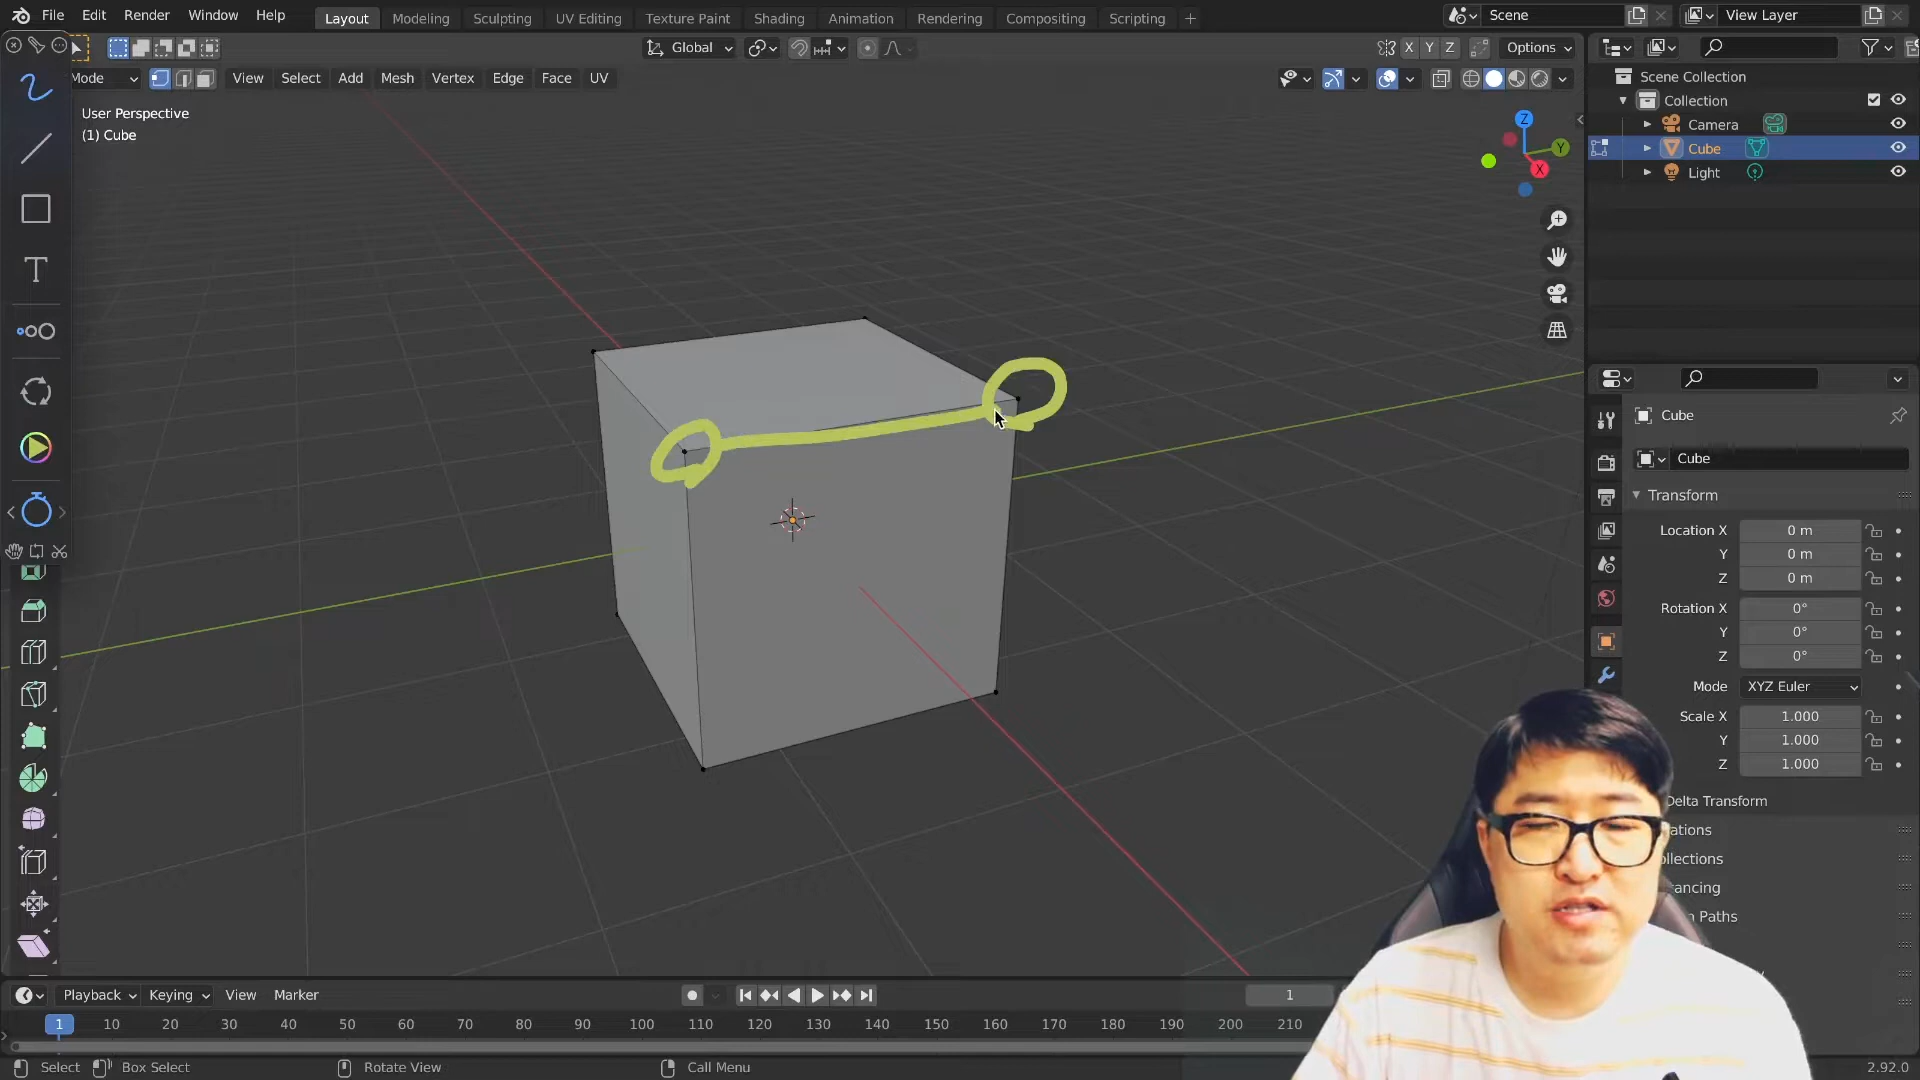 File Edit Render Window Help Layout Modeling Sculpting UV Editing Texture Paint Shading Animation Rendering Compositing Scripting + Scene View Layer
Global X Y Z Options
Mode View Select Add Mesh Vertex Edge Face UV
User Perspective
(1) Cube
Z
Y
X
T
Scene Collection
Collection
Camera
Cube
Light
Cube
Cube
Transform
Location X 0 m
Y 0 m
Z 0 m
Rotation X 0°
Y 0°
Z 0°
Mode XYZ Euler
Scale X 1.000
Y 1.000
Z 1.000
Delta Transform
ations
ollections
ancing
Paths
Playback Keying View Marker 1
1 10 20 30 40 50 60 70 80 90 100 110 120 130 140 150 160 170 180 190 200 210
Select Box Select Rotate View Call Menu 2.92.0